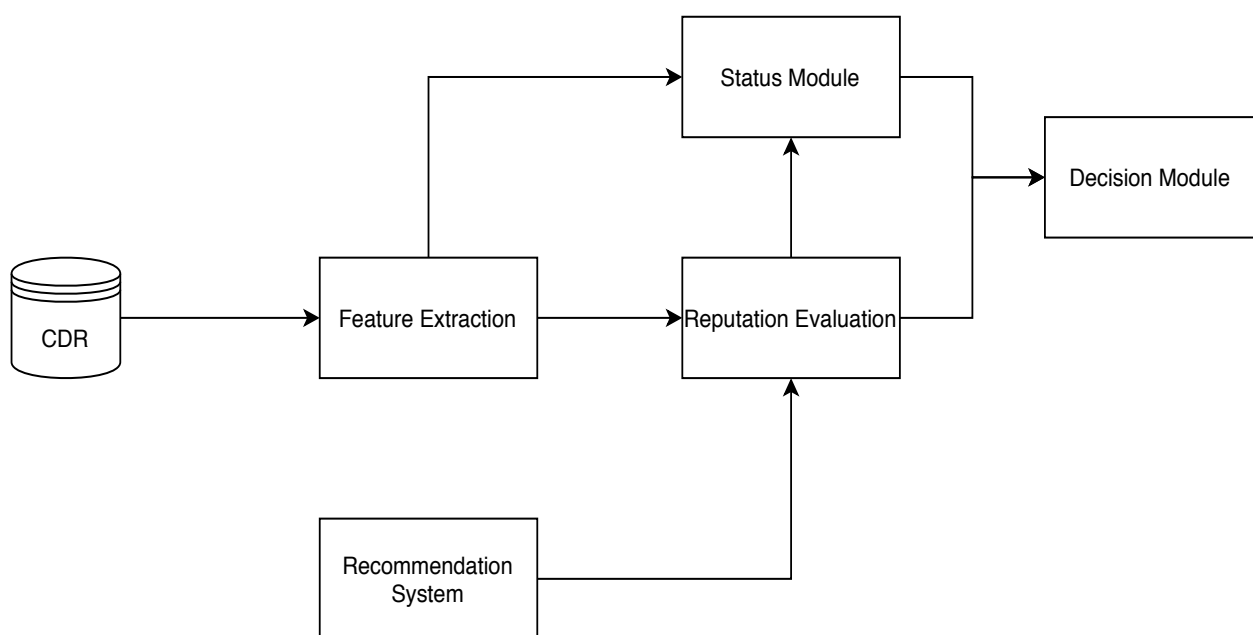 Status Module
Decision Module
CDR
Feature Extraction
Reputation Evaluation
Recommendation
System